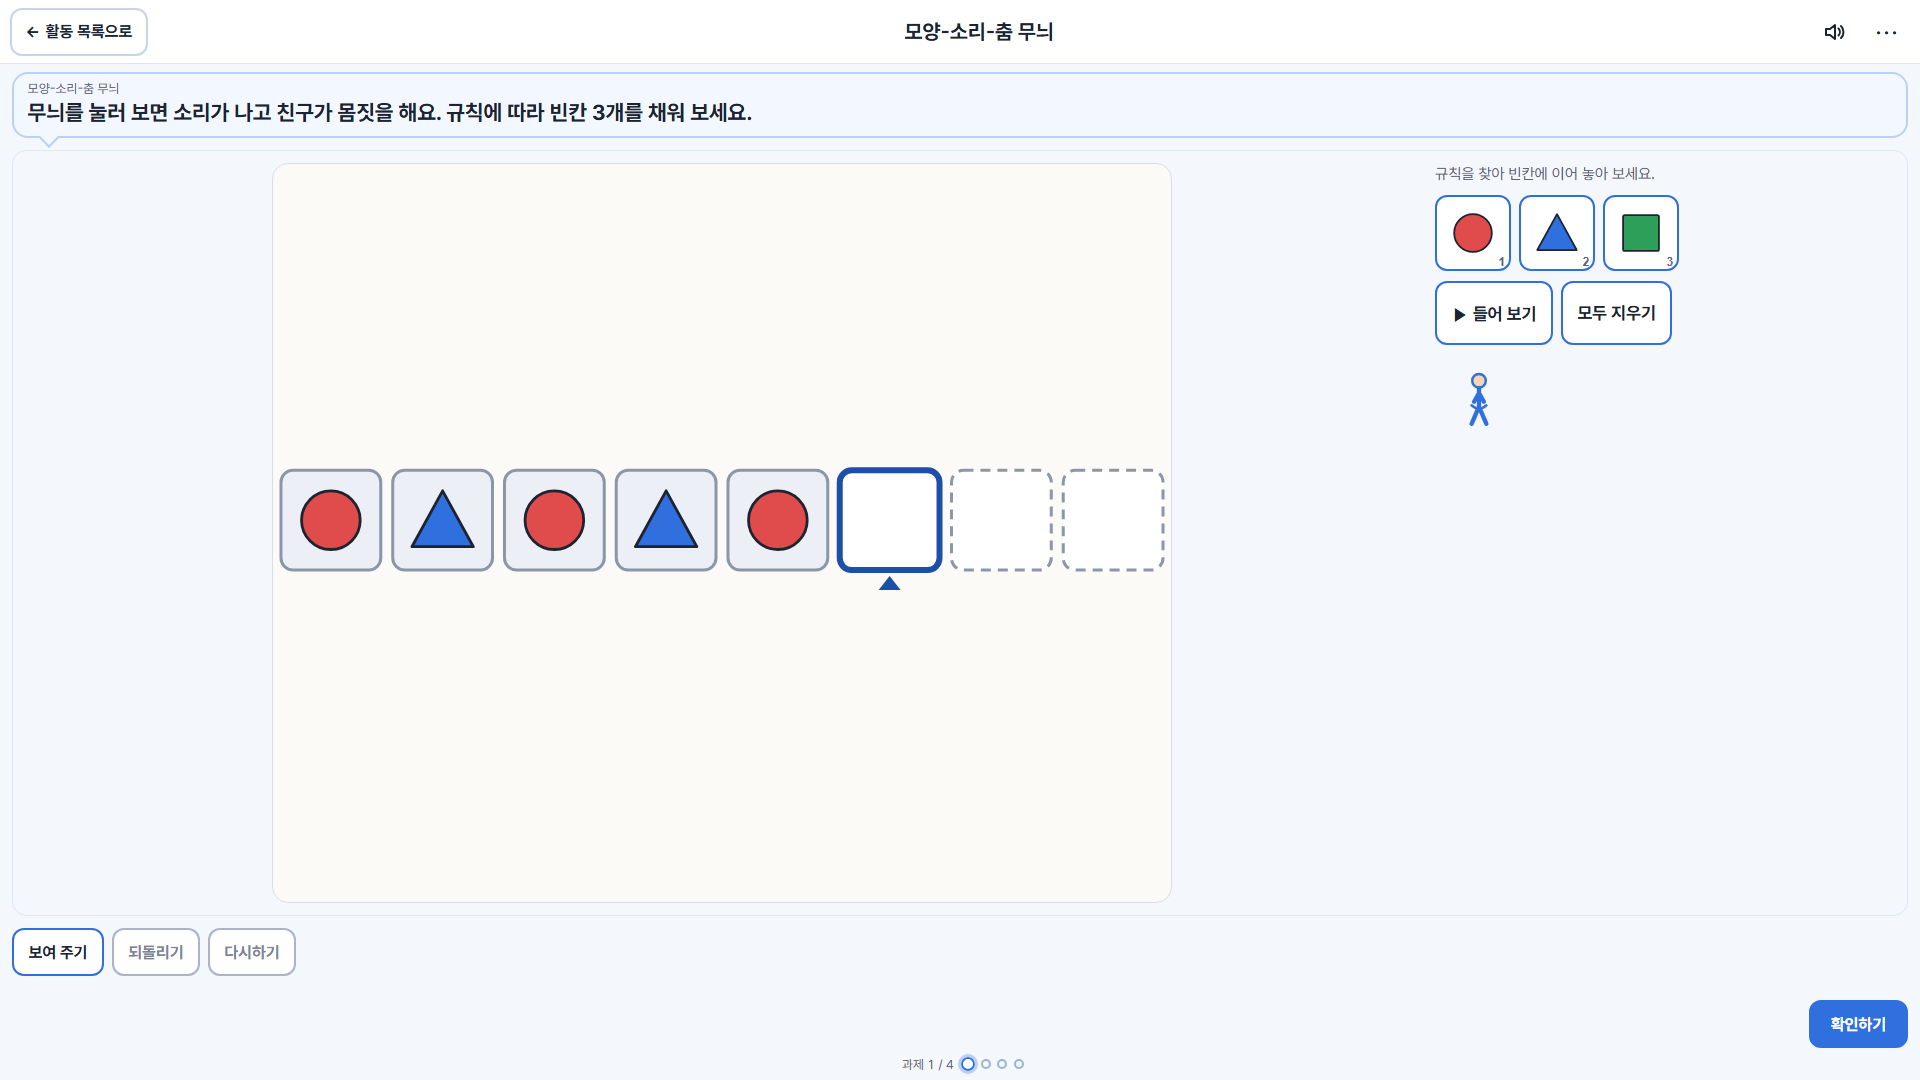 ← 활동 목록으로
모양-소리-춤 무늬
모양-소리-춤 무늬
무늬를 눌러 보면 소리가 나고 친구가 몸짓을 해요. 규칙에 따라 빈칸 3개를 채워 보세요.
규칙을 찾아 빈칸에 이어 놓아 보세요.
1 2 3
▶ 들어 보기 모두 지우기
보여 주기 되돌리기 다시하기
확인하기
과제 1 / 4